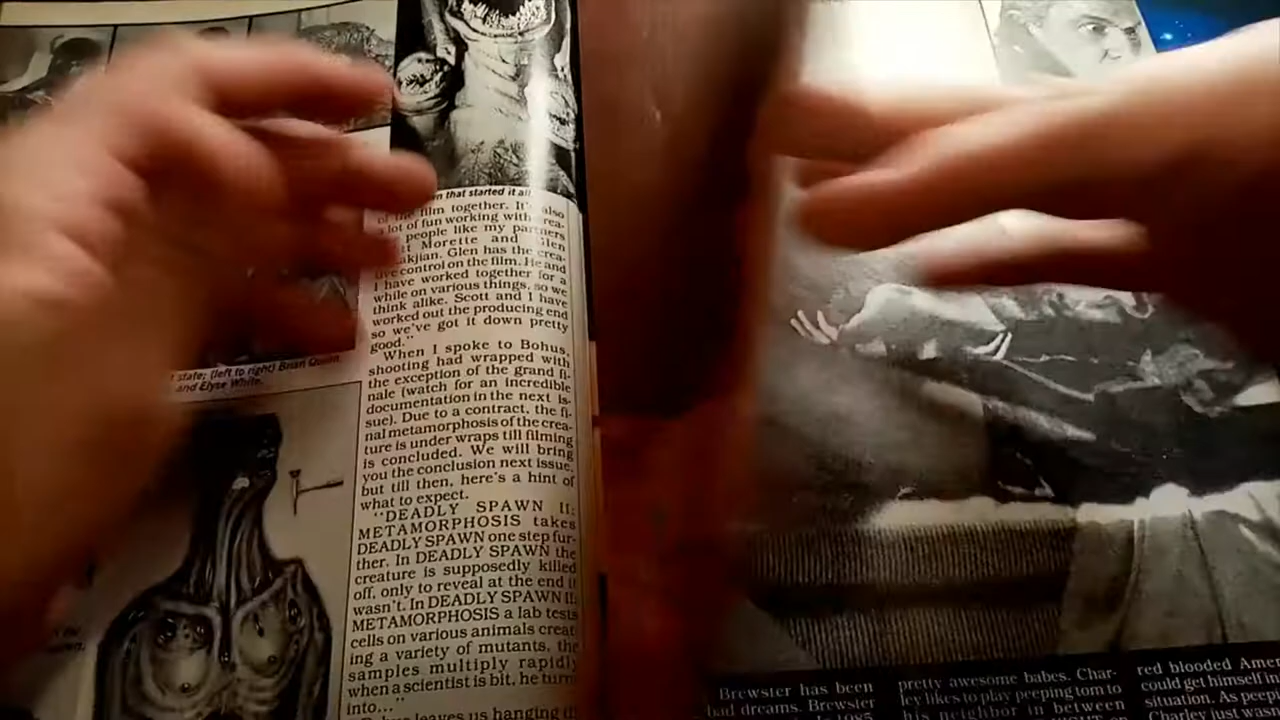 n that started it all
of the film together. It's also
a lot of fun working with crea-
people like my partners
t Morette and Glen
akjian. Glen has the crea-
tive control on the film. He and
I have worked together for a
while on various things, so we
think alike. Scott and I have
worked out the producing end
so we've got it down pretty
good."
When I spoke to Bohus,
shooting had wrapped with
the exception of the grand fi-
nale (watch for an incredible
documentation in the next is-
sue). Due to a contract, the fi-
nal metamorphosis of the crea-
ture is under wraps till filming
is concluded. We will bring
you the conclusion next issue,
but till then, here's a hint of
what to expect.
"DEADLY SPAWN II:
METAMORPHOSIS takes
DEADLY SPAWN one step fur-
ther. In DEADLY SPAWN the
creature is supposedly killed
off, only to reveal at the end it
wasn't. In DEADLY SPAWN II:
METAMORPHOSIS a lab tests
cells on various animals creat-
ing a variety of mutants, the
samples multiply rapidly
when a scientist is bit, he turns
into..."
leaves us hanging
state; (left to right) Brian Quinn,
and Elyse White.
Brewster has been
bad dreams. Brewster
1985
pretty awesome babes. Char-
ley likes to play peeping tom to
his neighbor in between
red blooded Amer
could get himself in
situation. As peep
Charley just wasn